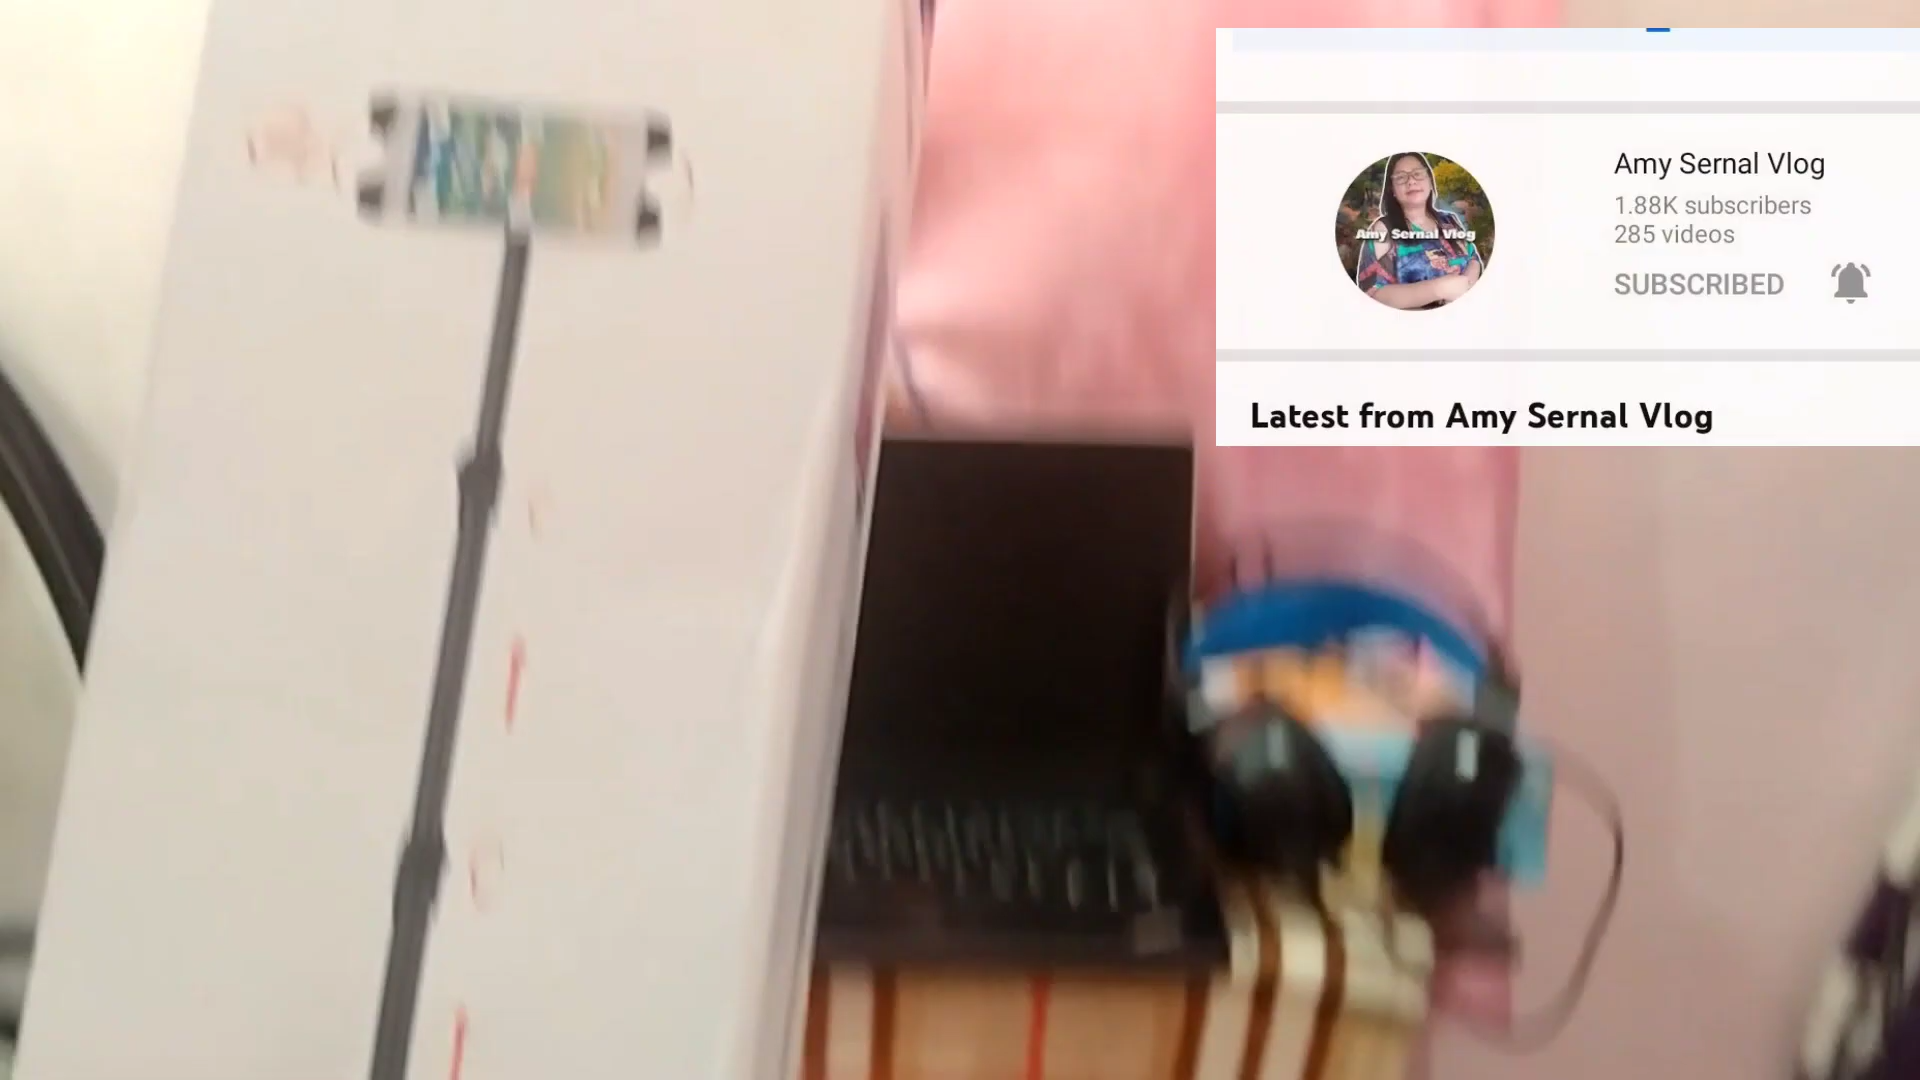 Amy Sernal Vlog
1.88K subscribers
285 videos
Amy Sernal Vlog
SUBSCRIBED
Latest from Amy Sernal Vlog